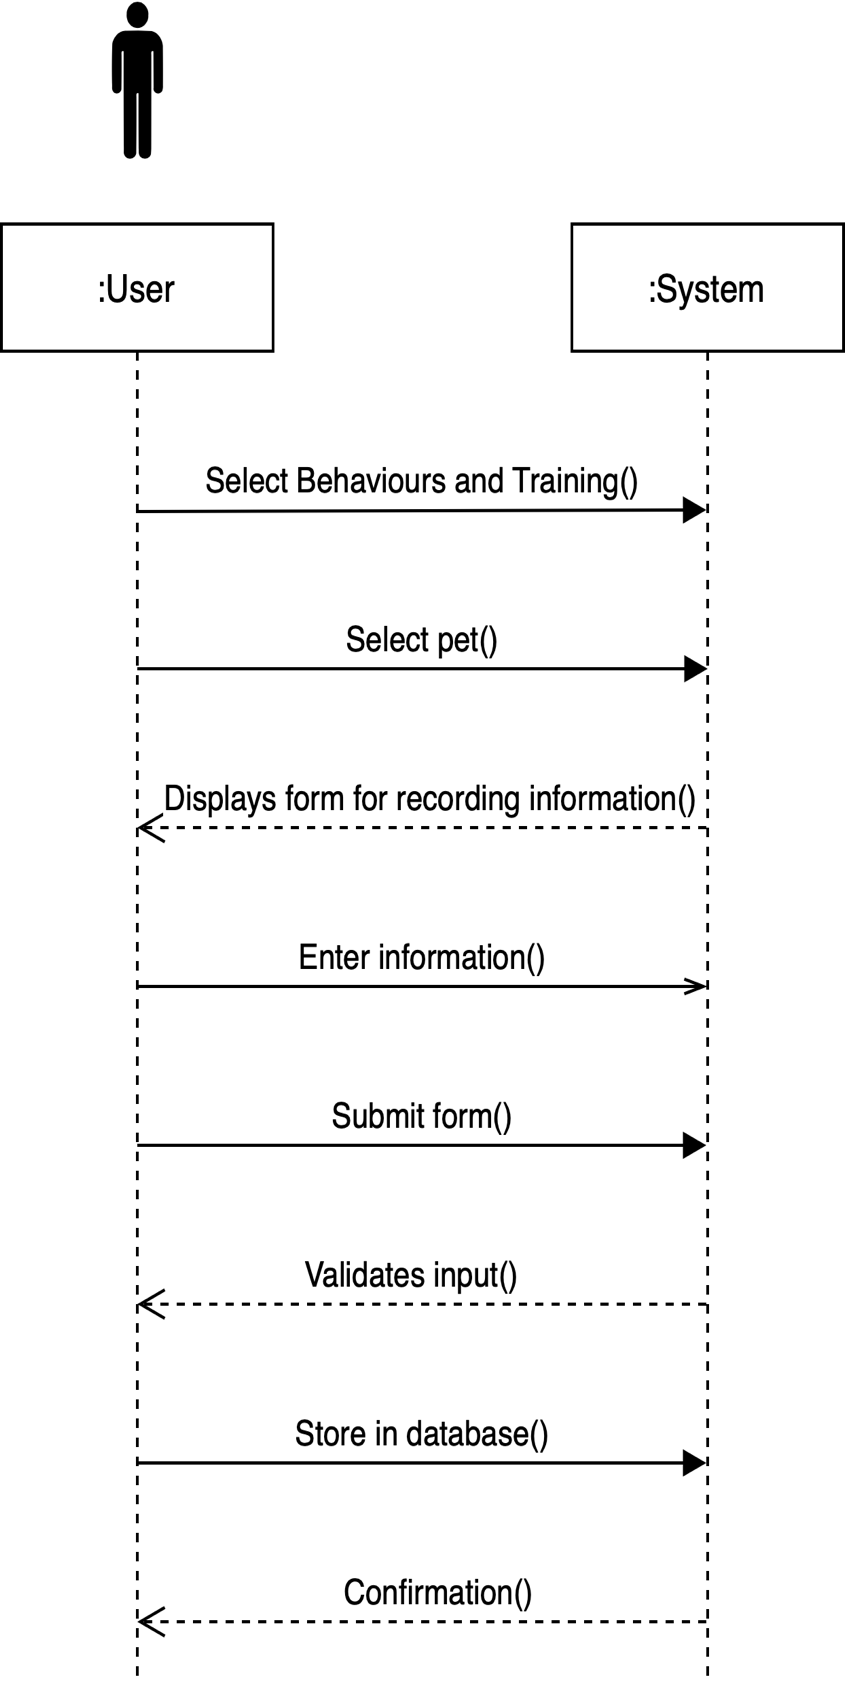 :User
:System
Select Behaviours and Training()
Select pet()
Displays form for recording information()
Enter information()
Submit form()
Validates input()
Store in database()
Confirmation()